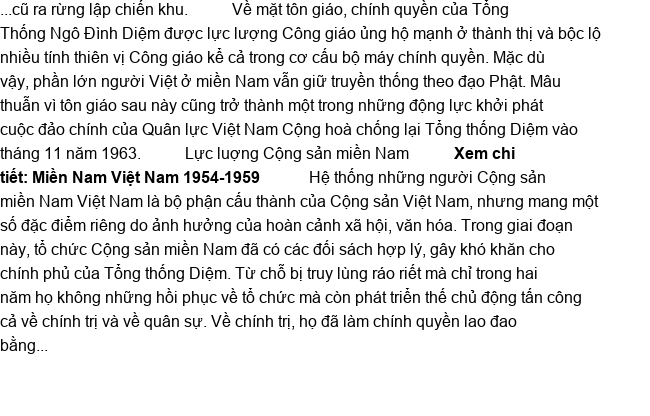 ...cũ ra rừng lập chiến khu. Về mặt tôn giáo, chính quyền của Tổng
Thống Ngô Đình Diệm được lực lượng Công giáo ủng hộ mạnh ở thành thị và bộc lộ
nhiều tính thiên vị Công giáo kể cả trong cơ cấu bộ máy chính quyền. Mặc dù
vậy, phần lớn người Việt ở miền Nam vẫn giữ truyền thống theo đạo Phật. Mâu
thuẫn vì tôn giáo sau này cũng trở thành một trong những động lực khởi phát
cuộc đảo chính của Quân lực Việt Nam Cộng hoà chống lại Tổng thống Diệm vào
tháng 11 năm 1963. Lực luợng Cộng sản miền Nam Xem chi
tiết: Miền Nam Việt Nam 1954-1959 Hệ thống những người Cộng sản
miền Nam Việt Nam là bộ phận cấu thành của Cộng sản Việt Nam, nhưng mang một
số đặc điểm riêng do ảnh hưởng của hoàn cảnh xã hội, văn hóa. Trong giai đoạn
này, tổ chức Cộng sản miền Nam đã có các đối sách hợp lý, gây khó khăn cho
chính phủ của Tổng thống Diệm. Từ chỗ bị truy lùng ráo riết mà chỉ trong hai
năm họ không những hồi phục về tổ chức mà còn phát triển thế chủ động tấn công
cả về chính trị và về quân sự. Về chính trị, họ đã làm chính quyền lao đao
bằng...